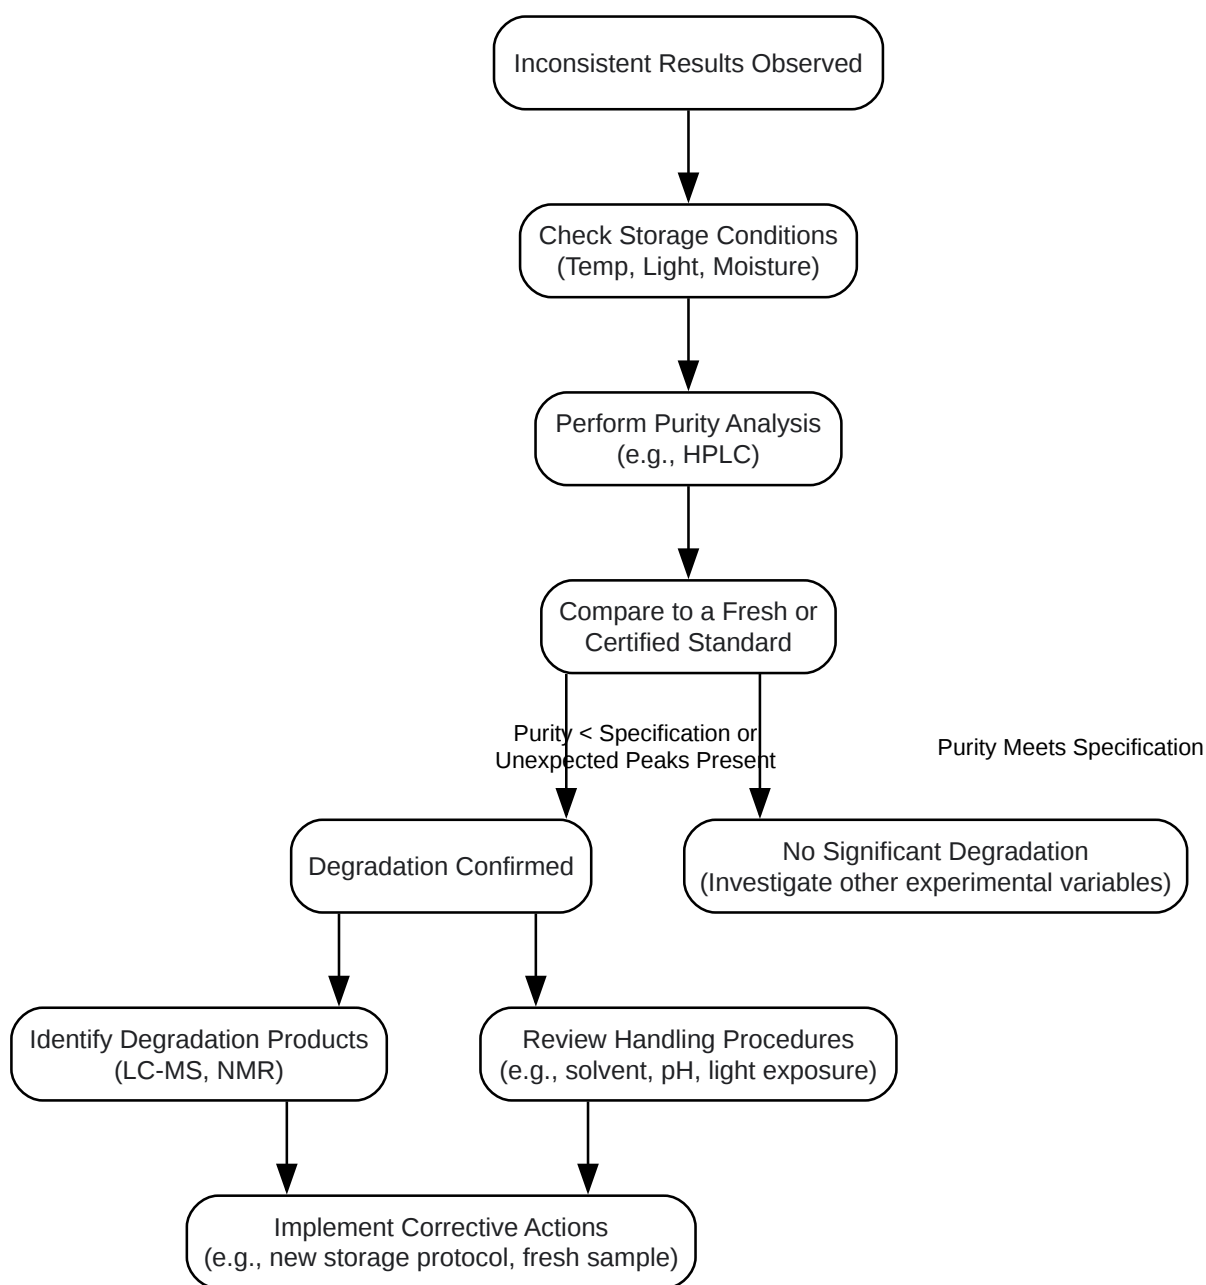 Inconsistent Results Observed
Check Storage Conditions
(Temp, Light, Moisture)
Perform Purity Analysis
(e.g., HPLC)
Compare to a Fresh or
Certified Standard
Purity < Specification or
Unexpected Peaks Present
Purity Meets Specification
Degradation Confirmed
No Significant Degradation
(Investigate other experimental variables)
Identify Degradation Products
(LC-MS, NMR)
Review Handling Procedures
(e.g., solvent, pH, light exposure)
Implement Corrective Actions
(e.g., new storage protocol, fresh sample)